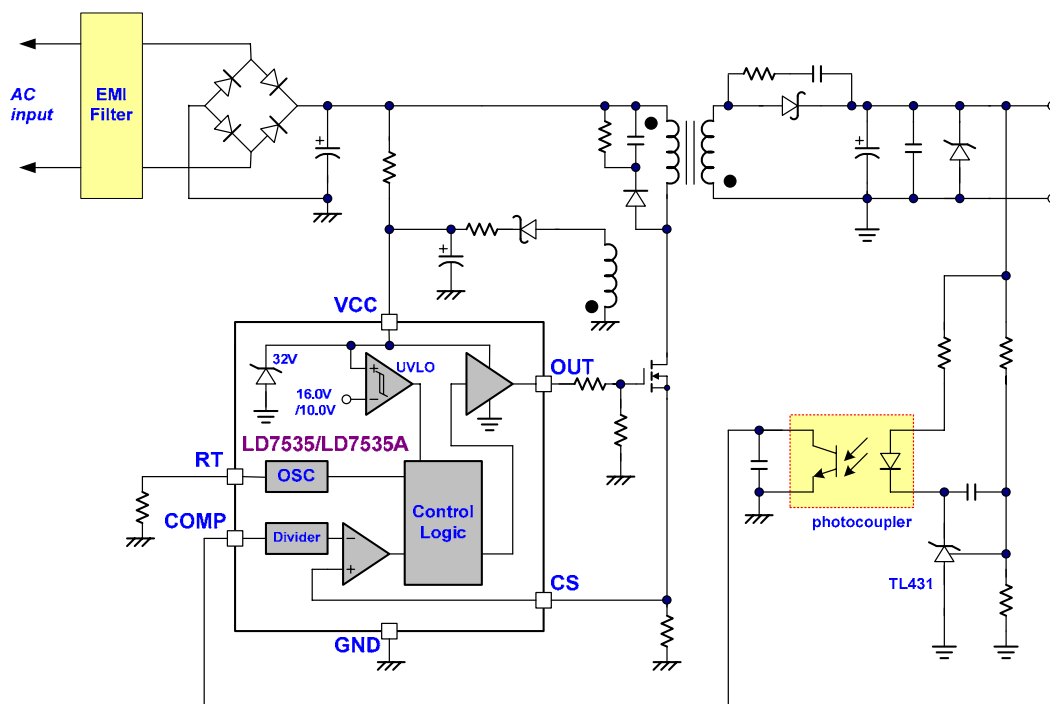 AC
input
EMI
Filter
VCC
32V
UVLO
16.0V
/10.0V
OUT
LD7535/LD7535A
RT
OSC
COMP
Divider
Control
Logic
CS
GND
photocoupler
TL431
+
+
+
+
−
−
+